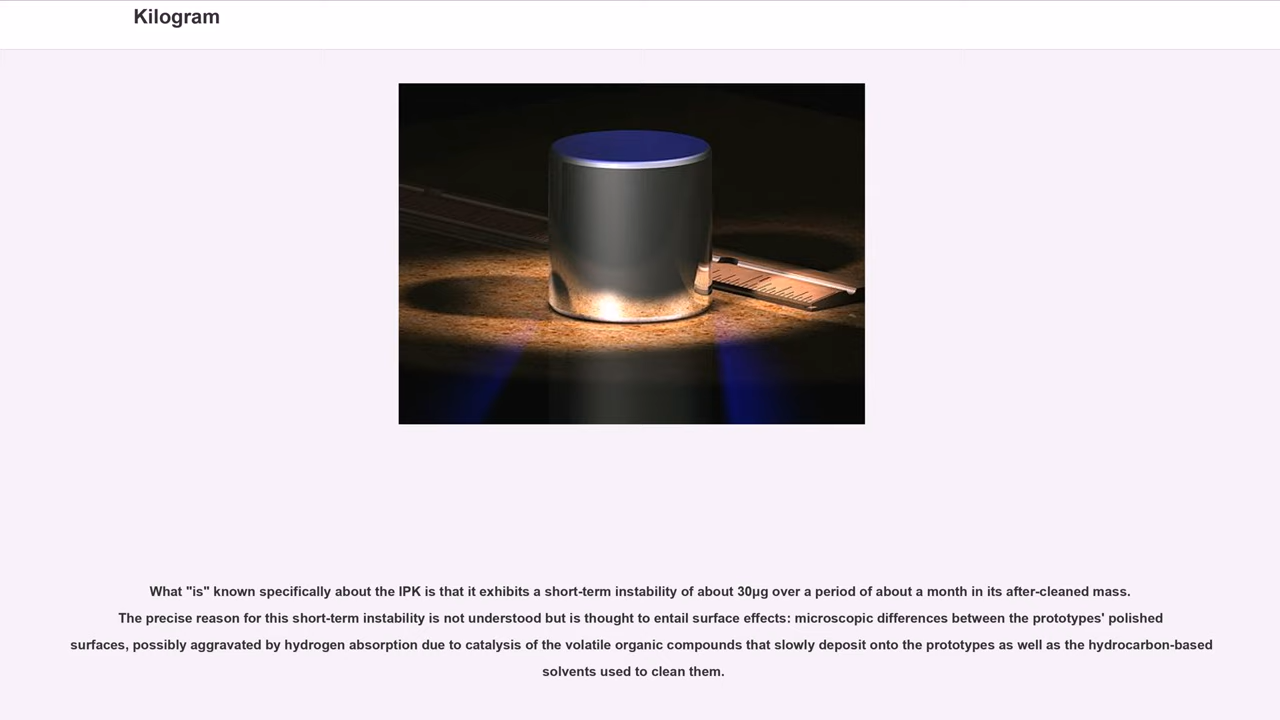 Kilogram
What "is" known specifically about the IPK is that it exhibits a short-term instability of about 30µg over a period of about a month in its after-cleaned mass.
The precise reason for this short-term instability is not understood but is thought to entail surface effects: microscopic differences between the prototypes' polished
surfaces, possibly aggravated by hydrogen absorption due to catalysis of the volatile organic compounds that slowly deposit onto the prototypes as well as the hydrocarbon-based
solvents used to clean them.